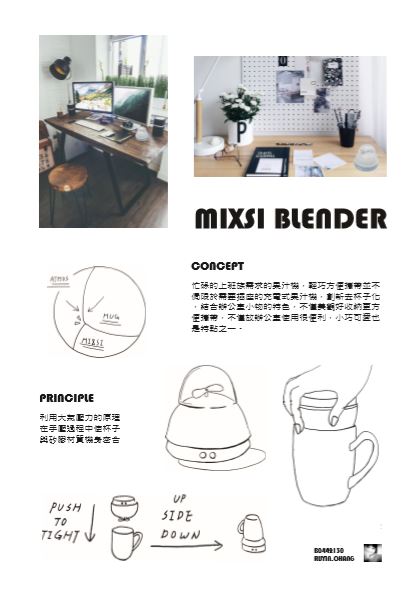 P
MIXSI BLENDER
CONCEPT
忙碌的上班族需求的果汁機，輕巧方便攜帶並不
侷限於需要插座的充電式果汁機，創新去杯子化
，結合辦公室小物的特色，不僅美觀好收納更方
便攜帶，不僅放辦公室使用很便利，小巧可愛也
是特點之一。
ATMOS
MUG
MIXSI
PRINCIPLE
利用大氣壓力的原理
在手壓過程中使杯子
與矽膠材質機身密合
PUSH
TO
TIGHT
UP
SIDE
DOWN
B0442130
RUYIN.CHANG